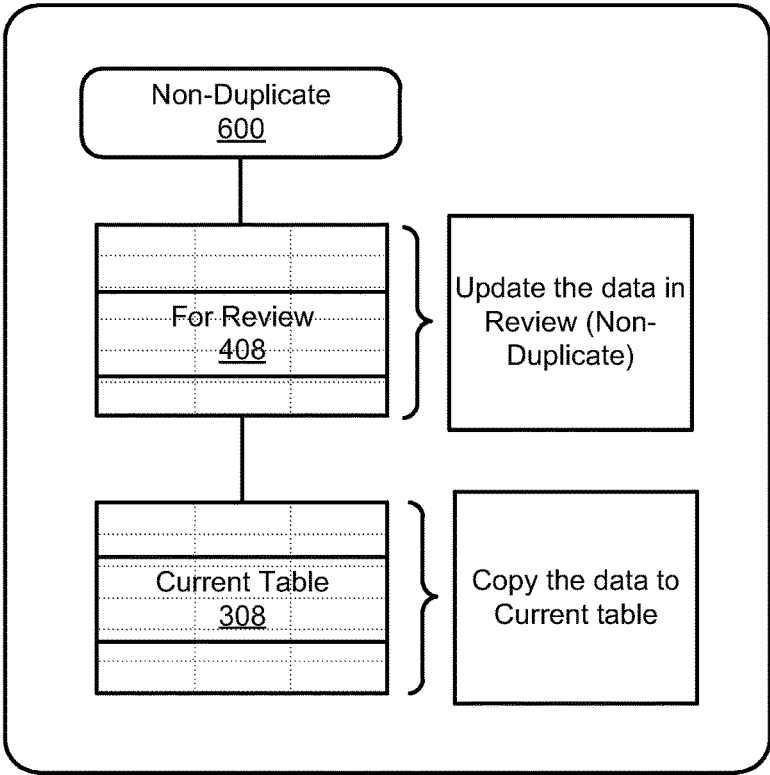 Non-Duplicate
600
For Review
408
Update the data in
Review (Non-
Duplicate)
Current Table
308
Copy the data to
Current table